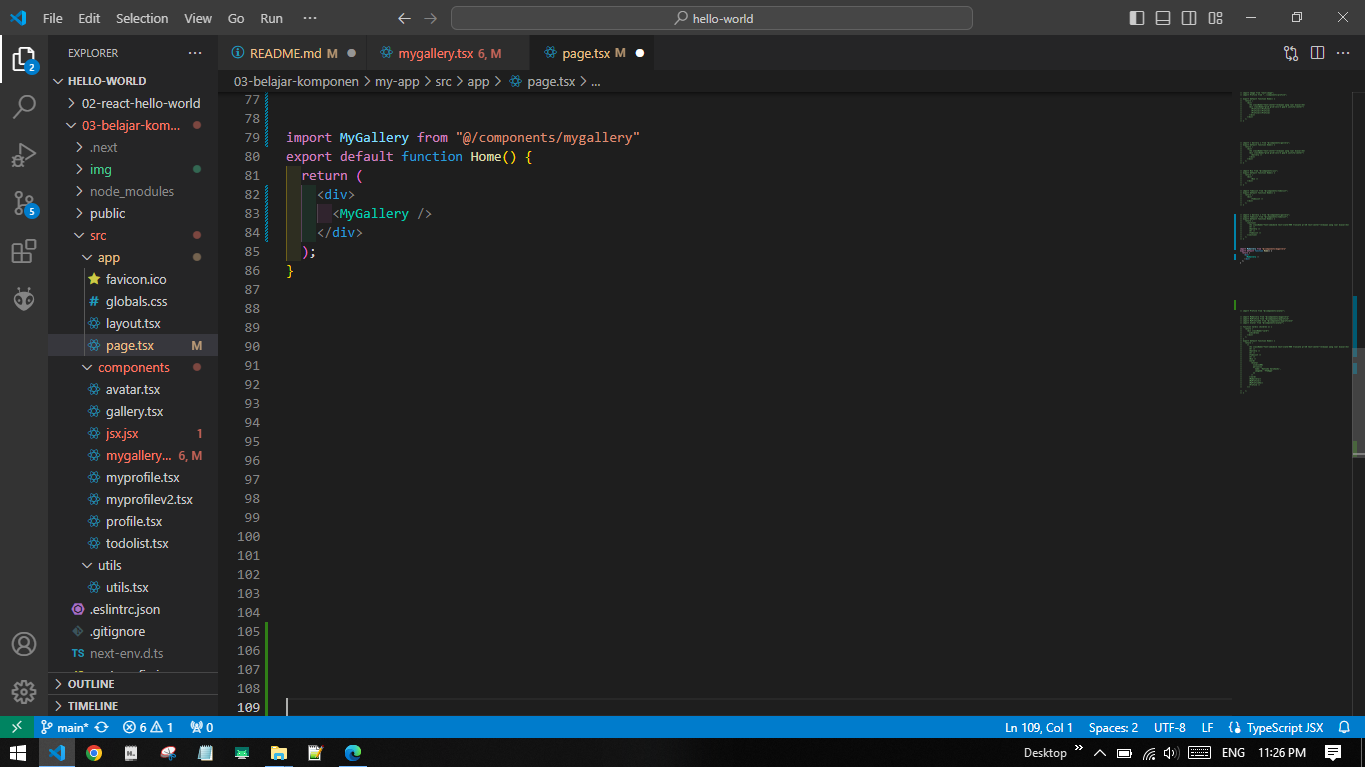 File Edit Selection View Go Run ···
hello-world
EXPLORER ···
README.md M
mygallery.tsx 6, M
page.tsx M
HELLO-WORLD
03-belajar-komponen > my-app > src > app > page.tsx > ...
02-react-hello-world
03-belajar-kom...
.next
img
node_modules
public
src
app
favicon.ico
# globals.css
layout.tsx
page.tsx M
components
avatar.tsx
gallery.tsx
jsx.jsx 1
mygallery... 6, M
myprofile.tsx
myprofilev2.tsx
profile.tsx
todolist.tsx
utils
utils.tsx
.eslintrc.json
.gitignore
TS next-env.d.ts
OUTLINE
TIMELINE
2
5
77
78
79 import MyGallery from "@/components/mygallery"
80 export default function Home() {
81 return (
82 <div>
83 <MyGallery />
84 </div>
85 );
86 }
87
88
89
90
91
92
93
94
95
96
97
98
99
100
101
102
103
104
105
106
107
108
109
main* 6 1 0
Ln 109, Col 1 Spaces: 2 UTF-8 LF TypeScript JSX
Desktop » ENG 11:26 PM